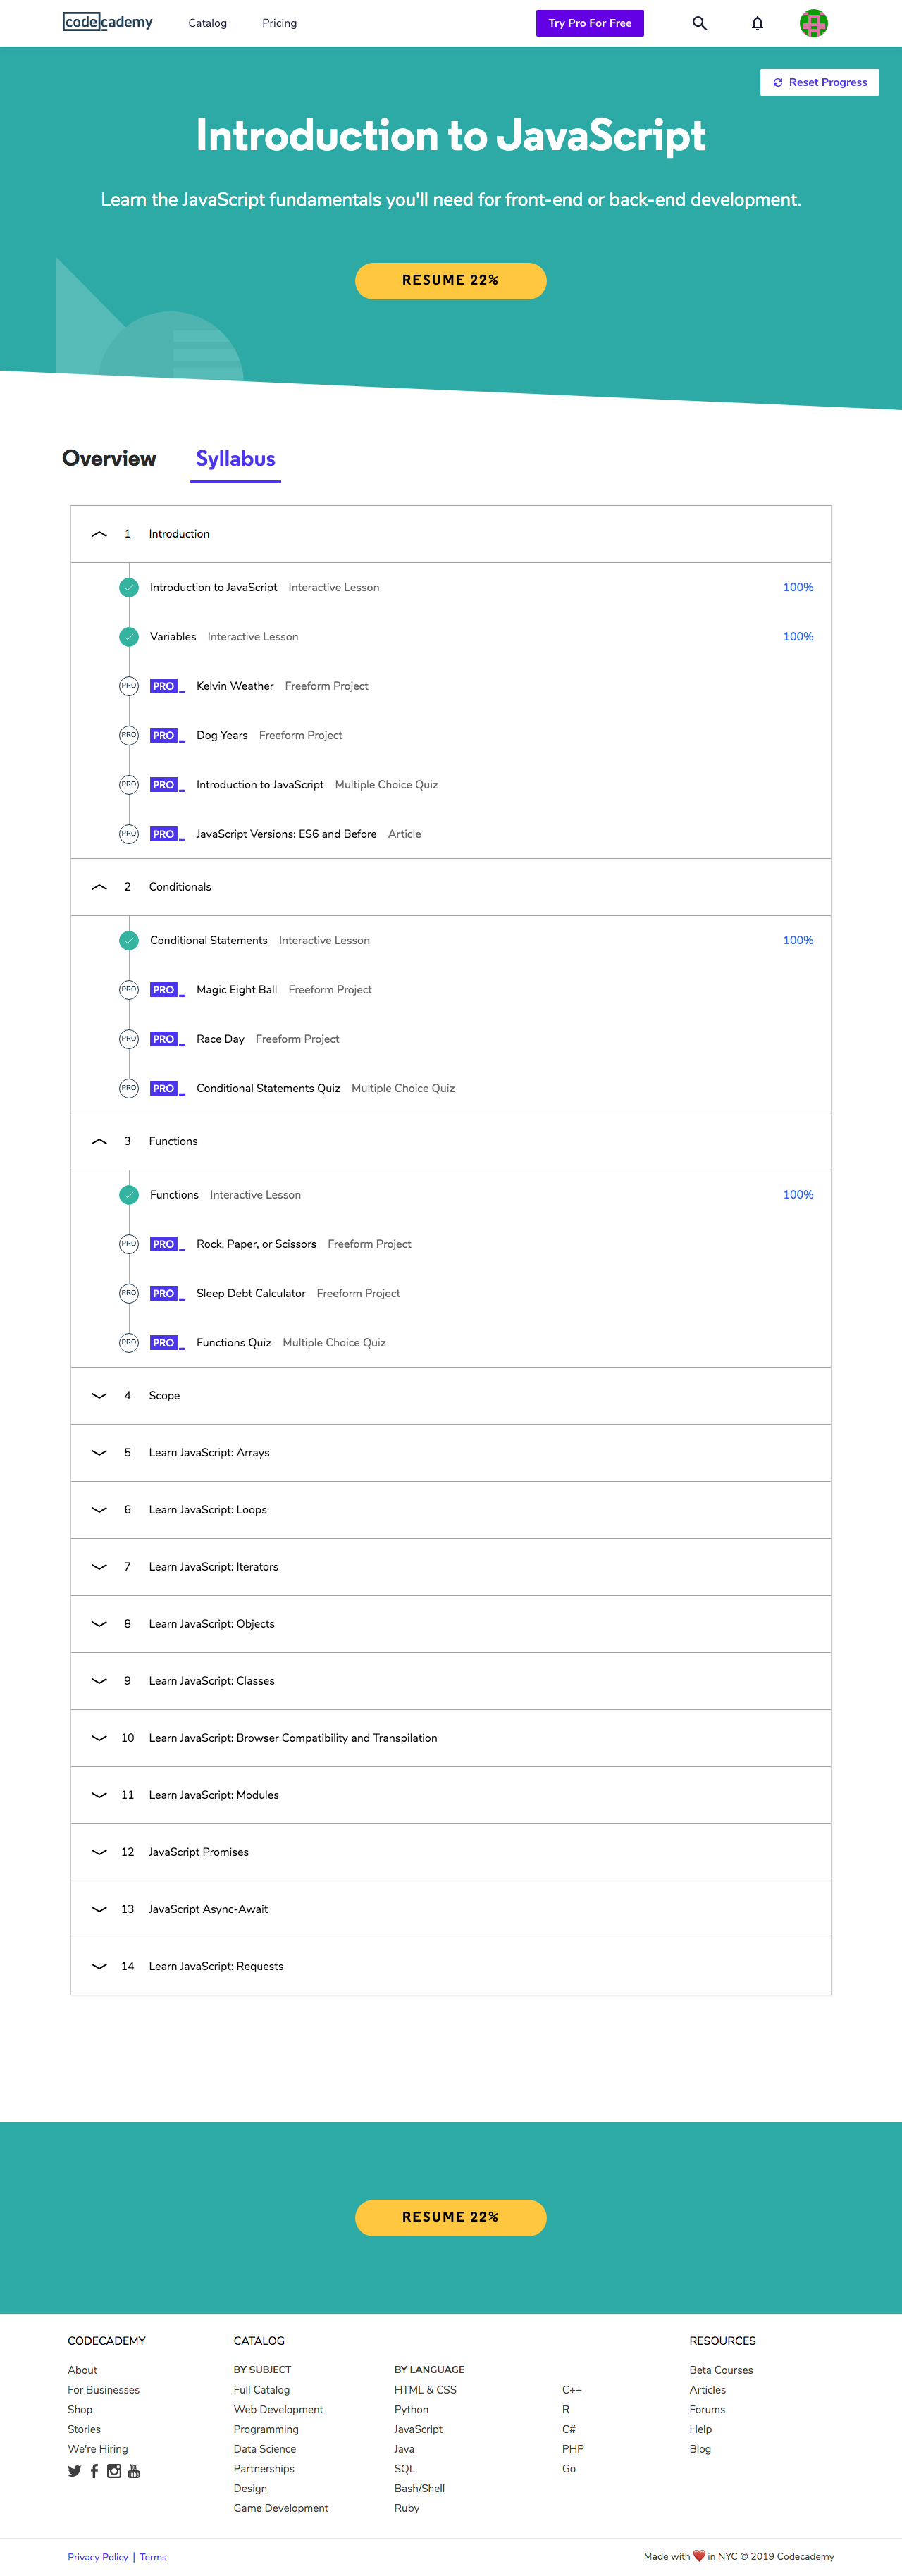 codecademy Catalog Pricing Try Pro For Free
Reset Progress
Introduction to JavaScript
Learn the JavaScript fundamentals you'll need for front-end or back-end development.
RESUME 22%
Overview Syllabus
1 Introduction
Introduction to JavaScript Interactive Lesson 100%
Variables Interactive Lesson 100%
PRO PRO Kelvin Weather Freeform Project
PRO PRO Dog Years Freeform Project
PRO PRO Introduction to JavaScript Multiple Choice Quiz
PRO PRO JavaScript Versions: ES6 and Before Article
2 Conditionals
Conditional Statements Interactive Lesson 100%
PRO PRO Magic Eight Ball Freeform Project
PRO PRO Race Day Freeform Project
PRO PRO Conditional Statements Quiz Multiple Choice Quiz
3 Functions
Functions Interactive Lesson 100%
PRO PRO Rock, Paper, or Scissors Freeform Project
PRO PRO Sleep Debt Calculator Freeform Project
PRO PRO Functions Quiz Multiple Choice Quiz
4 Scope
5 Learn JavaScript: Arrays
6 Learn JavaScript: Loops
7 Learn JavaScript: Iterators
8 Learn JavaScript: Objects
9 Learn JavaScript: Classes
10 Learn JavaScript: Browser Compatibility and Transpilation
11 Learn JavaScript: Modules
12 JavaScript Promises
13 JavaScript Async-Await
14 Learn JavaScript: Requests
RESUME 22%
CODECADEMY
About
For Businesses
Shop
Stories
We're Hiring
You Tube
CATALOG
BY SUBJECT
Full Catalog
Web Development
Programming
Data Science
Partnerships
Design
Game Development
BY LANGUAGE
HTML & CSS
Python
JavaScript
Java
SQL
Bash/Shell
Ruby
C++
R
C#
PHP
Go
RESOURCES
Beta Courses
Articles
Forums
Help
Blog
Privacy Policy | Terms
Made with ❤️ in NYC © 2019 Codecademy